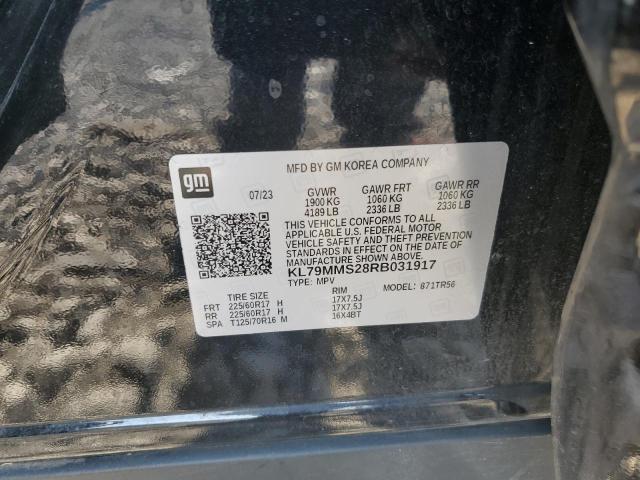 gm
MFD BY GM KOREA COMPANY
07/23 GVWR GAWR FRT GAWR RR
1900 KG 1060 KG 1060 KG
4189 LB 2336 LB 2336 LB
THIS VEHICLE CONFORMS TO ALL
APPLICABLE U.S. FEDERAL MOTOR
VEHICLE SAFETY AND THEFT PREVENTION
STANDARDS IN EFFECT ON THE DATE OF
MANUFACTURE SHOWN ABOVE.
KL79MMS28RB031917
TYPE: MPV MODEL: 871TR56
TIRE SIZE RIM
FRT 225/60R17 H 17X7.5J
RR 225/60R17 H 17X7.5J
SPA T125/70R16 M 16X4BT